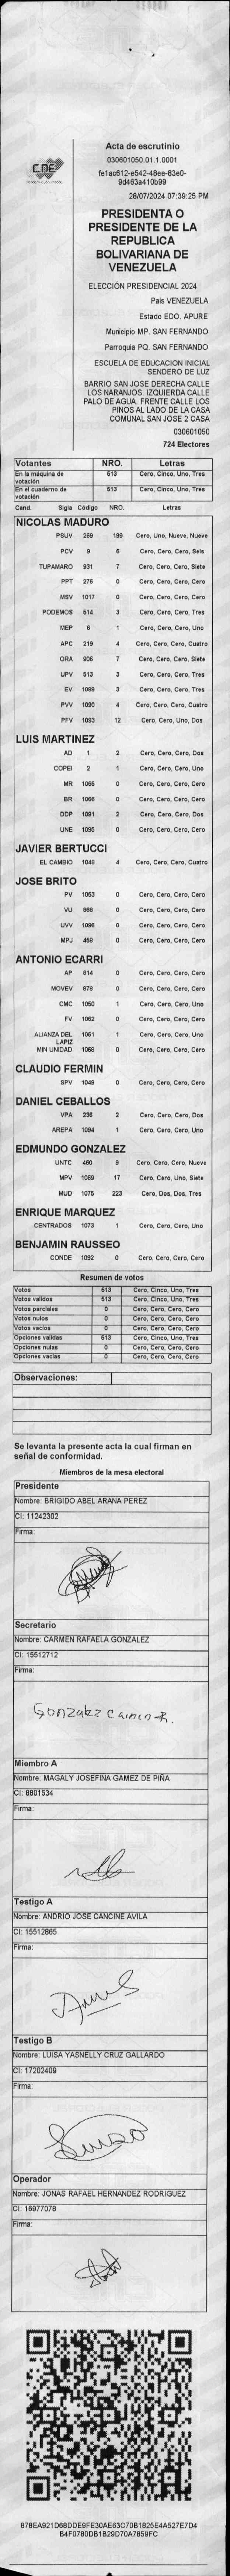 CDE
Acta de escrutinio
030601050.01.1.0001
fe1ac612-e542-48ee-83e0-
9d463a410b99
28/07/2024 07:39:25 PM
PRESIDENTA O
PRESIDENTE DE LA
REPUBLICA
BOLIVARIANA DE
VENEZUELA
ELECCIÓN PRESIDENCIAL 2024
Pais VENEZUELA
Estado EDO. APURE
Municipio MP. SAN FERNANDO
Parroquia PQ. SAN FERNANDO
ESCUELA DE EDUCACION INICIAL
SENDERO DE LUZ
BARRIO SAN JOSE DERECHA CALLE
LOS NARANJOS. IZQUIERDA CALLE
PALO DE AGUA. FRENTE CALLE LOS
PINOS AL LADO DE LA CASA
COMUNAL SAN JOSE 2 CASA
030601050
724 Electores
Votantes NRO. Letras
En la máquina de votación 513 Cero, Cinco, Uno, Tres
En el cuaderno de votación 513 Cero, Cinco, Uno, Tres
Cand. Sigla Código NRO. Letras
NICOLAS MADURO
PSUV 269 199 Cero, Uno, Nueve, Nueve
PCV 9 6 Cero, Cero, Cero, Seis
TUPAMARO 931 7 Cero, Cero, Cero, Siete
PPT 276 0 Cero, Cero, Cero, Cero
MSV 1017 0 Cero, Cero, Cero, Cero
PODEMOS 514 3 Cero, Cero, Cero, Tres
MEP 6 1 Cero, Cero, Cero, Uno
APC 219 4 Cero, Cero, Cero, Cuatro
ORA 906 7 Cero, Cero, Cero, Siete
UPV 513 3 Cero, Cero, Cero, Tres
EV 1089 3 Cero, Cero, Cero, Tres
PVV 1090 4 Cero, Cero, Cero, Cuatro
PFV 1093 12 Cero, Cero, Uno, Dos
LUIS MARTINEZ
AD 1 2 Cero, Cero, Cero, Dos
COPEI 2 1 Cero, Cero, Cero, Uno
MR 1065 0 Cero, Cero, Cero, Cero
BR 1066 0 Cero, Cero, Cero, Cero
DDP 1091 2 Cero, Cero, Cero, Dos
UNE 1095 0 Cero, Cero, Cero, Cero
JAVIER BERTUCCI
EL CAMBIO 1048 4 Cero, Cero, Cero, Cuatro
JOSE BRITO
PV 1053 0 Cero, Cero, Cero, Cero
VU 868 0 Cero, Cero, Cero, Cero
UVV 1096 0 Cero, Cero, Cero, Cero
MPJ 458 0 Cero, Cero, Cero, Cero
ANTONIO ECARRI
AP 814 0 Cero, Cero, Cero, Cero
MOVEV 878 0 Cero, Cero, Cero, Cero
CMC 1050 1 Cero, Cero, Cero, Uno
FV 1062 0 Cero, Cero, Cero, Cero
ALIANZA DEL LAPIZ 1051 1 Cero, Cero, Cero, Uno
MIN UNIDAD 1058 0 Cero, Cero, Cero, Cero
CLAUDIO FERMIN
SPV 1049 0 Cero, Cero, Cero, Cero
DANIEL CEBALLOS
VPA 236 2 Cero, Cero, Cero, Dos
AREPA 1094 1 Cero, Cero, Cero, Uno
EDMUNDO GONZALEZ
UNTC 460 9 Cero, Cero, Cero, Nueve
MPV 1069 17 Cero, Cero, Uno, Siete
MUD 1075 223 Cero, Dos, Dos, Tres
ENRIQUE MARQUEZ
CENTRADOS 1073 1 Cero, Cero, Cero, Uno
BENJAMIN RAUSSEO
CONDE 1092 0 Cero, Cero, Cero, Cero
Resumen de votos
Votos 513 Cero, Cinco, Uno, Tres
Votos validos 513 Cero, Cinco, Uno, Tres
Votos parciales 0 Cero, Cero, Cero, Cero
Votos nulos 0 Cero, Cero, Cero, Cero
Votos vacios 0 Cero, Cero, Cero, Cero
Opciones validas 513 Cero, Cinco, Uno, Tres
Opciones nulas 0 Cero, Cero, Cero, Cero
Opciones vacias 0 Cero, Cero, Cero, Cero
Observaciones:
Se levanta la presente acta la cual firman en
señal de conformidad.
Miembros de la mesa electoral
Presidente
Nombre: BRIGIDO ABEL ARANA PEREZ
CI: 11242302
Firma:
Secretario
Nombre: CARMEN RAFAELA GONZALEZ
CI: 15512712
Firma:
Gonzalez Carmen R.
Miembro A
Nombre: MAGALY JOSEFINA GAMEZ DE PIÑA
CI: 8801534
Firma:
Testigo A
Nombre: ANDRIO JOSE CANCINE AVILA
CI: 15512865
Firma:
Testigo B
Nombre: LUISA YASNELLY CRUZ GALLARDO
CI: 17202409
Firma:
Operador
Nombre: JONAS RAFAEL HERNANDEZ RODRIGUEZ
CI: 16977078
Firma:
878EA921D68DDE9FE30AE63C70B1825E4A527E7D4
B4F0780DB1B29D70A7859FC